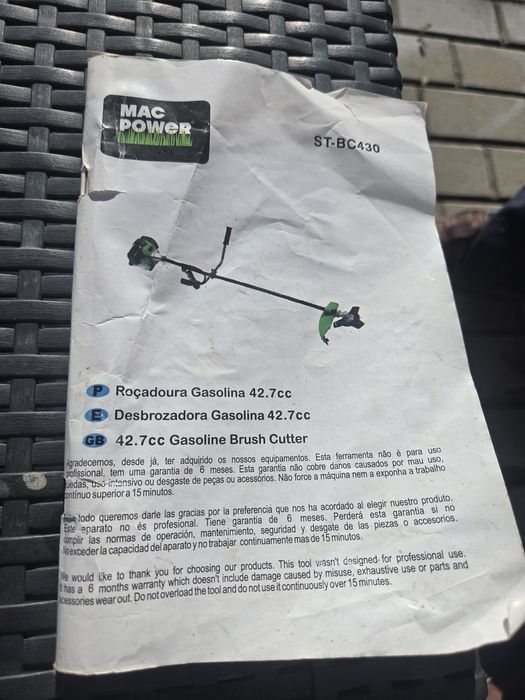 MAC
POWER
ST-BC430
P Roçadoura Gasolina 42.7cc
E Desbrozadora Gasolina 42.7cc
GB 42.7cc Gasoline Brush Cutter
Agradecemos, desde já, ter adquirido os nossos equipamentos. Esta ferramenta não é para uso
profissional, tem uma garantia de 6 meses. Esta garantia não cobre danos causados por mau uso,
quedas, uso intensivo ou desgaste de peças ou acessórios. Não force a máquina nem a exponha a trabalho
contínuo superior a 15 minutos.
todo queremos darle las gracias por la preferencia que nos ha acordado al elegir nuestro produto.
Este aparato no és profesional. Tiene garantia de 6 meses. Perderá esta garantia si no
cumplir las normas de operación, mantenimiento, seguridad y desgate de las piezas o accesorios.
No exceder la capacidad del aparato y no trabajar continuamente mas de 15 minutos.
We would like to thank you for choosing our products. This tool wasn't designed for professional use.
It has a 6 months warranty which doesn't include damage caused by misuse, exhaustive use or parts and
acessories wear out. Do not overload the tool and do not use it continuously over 15 minutes.